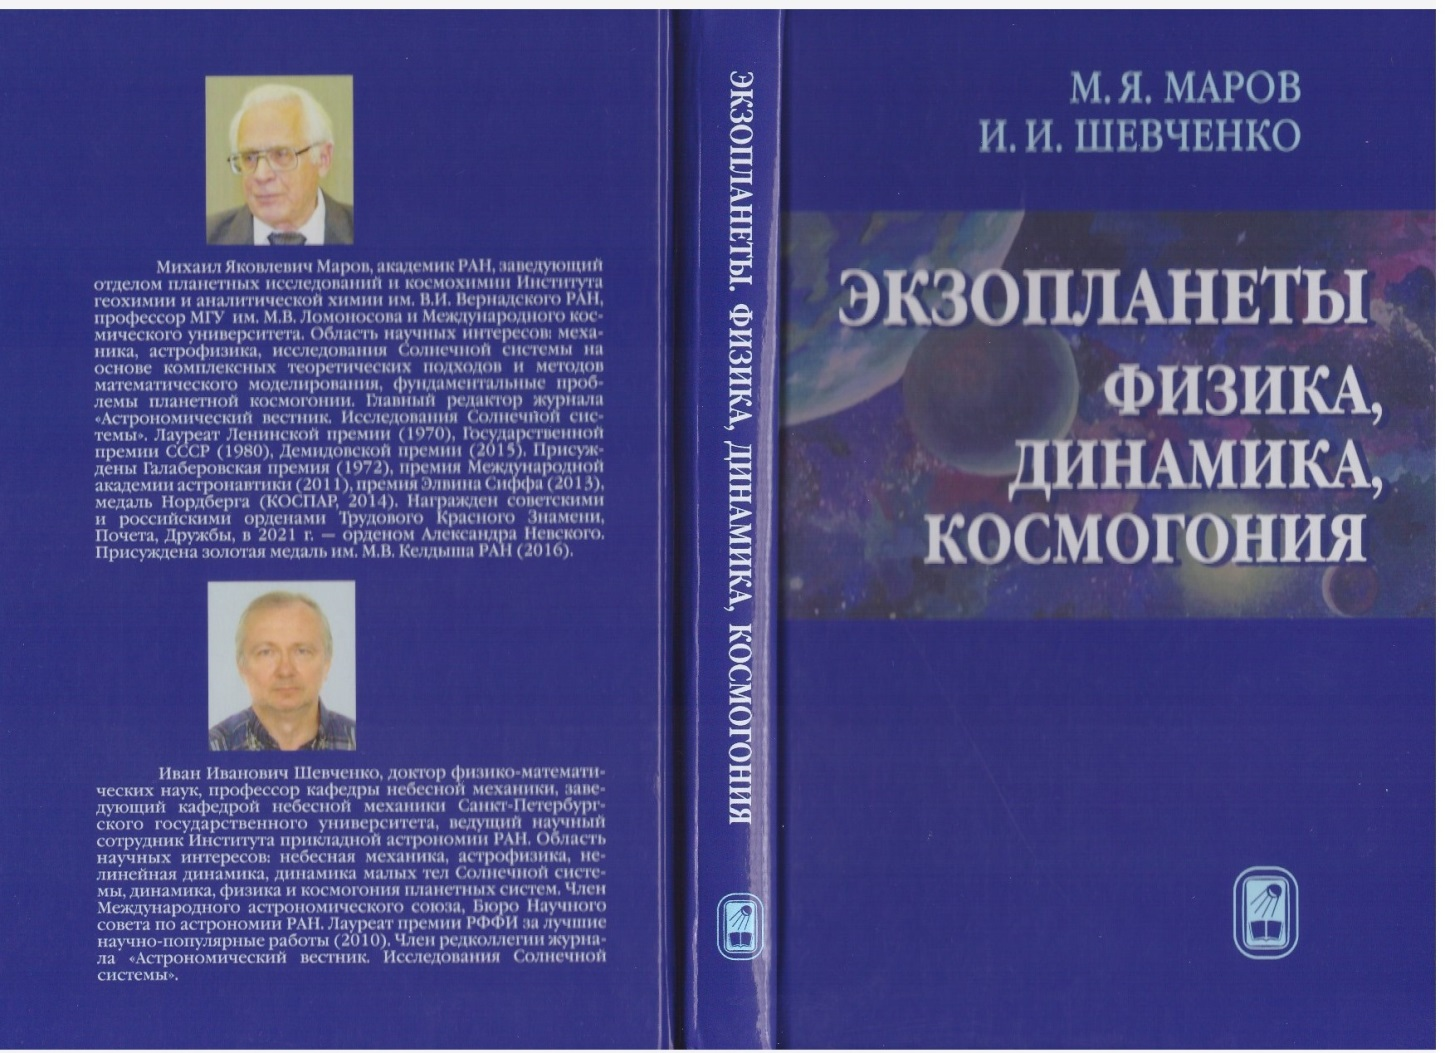 Михаил Яковлевич Маров, академик РАН, заведующий
отделом планетных исследований и космохимии Института
геохимии и аналитической химии им. В.И. Вернадского РАН,
профессор МГУ им. М.В. Ломоносова и Международного кос-
мического университета. Область научных интересов: меха-
ника, астрофизика, исследования Солнечной системы на
основе комплексных теоретических подходов и методов
математического моделирования, фундаментальные проб-
лемы планетной космогонии. Главный редактор журнала
«Астрономический вестник. Исследования Солнечной сис-
темы». Лауреат Ленинской премии (1970), Государственной
премии СССР (1980), Демидовской премии (2015). Присуж-
дены Галаберовская премия (1972), премия Международной
академии астронавтики (2011), премия Элвина Сиффа (2013),
медаль Нордберга (КОСПАР, 2014). Награжден советскими
и российскими орденами Трудового Красного Знамени,
Почета, Дружбы, в 2021 г. — орденом Александра Невского.
Присуждена золотая медаль им. М.В. Келдыша РАН (2016).
Иван Иванович Шевченко, доктор физико-математи-
ческих наук, профессор кафедры небесной механики, заве-
дующий кафедрой небесной механики Санкт-Петербург-
ского государственного университета, ведущий научный
сотрудник Института прикладной астрономии РАН. Область
научных интересов: небесная механика, астрофизика, не-
линейная динамика, динамика малых тел Солнечной систе-
мы, динамика, физика и космогония планетных систем. Член
Международного астрономического союза, Бюро Научного
совета по астрономии РАН. Лауреат премии РФФИ за лучшие
научно-популярные работы (2010). Член редколлегии журна-
ла «Астрономический вестник. Исследования Солнечной
системы».
ЭКЗОПЛАНЕТЫ. ФИЗИКА, ДИНАМИКА, КОСМОГОНИЯ
М. Я. МАРОВ
И. И. ШЕВЧЕНКО
ЭКЗОПЛАНЕТЫ
ФИЗИКА,
ДИНАМИКА,
КОСМОГОНИЯ